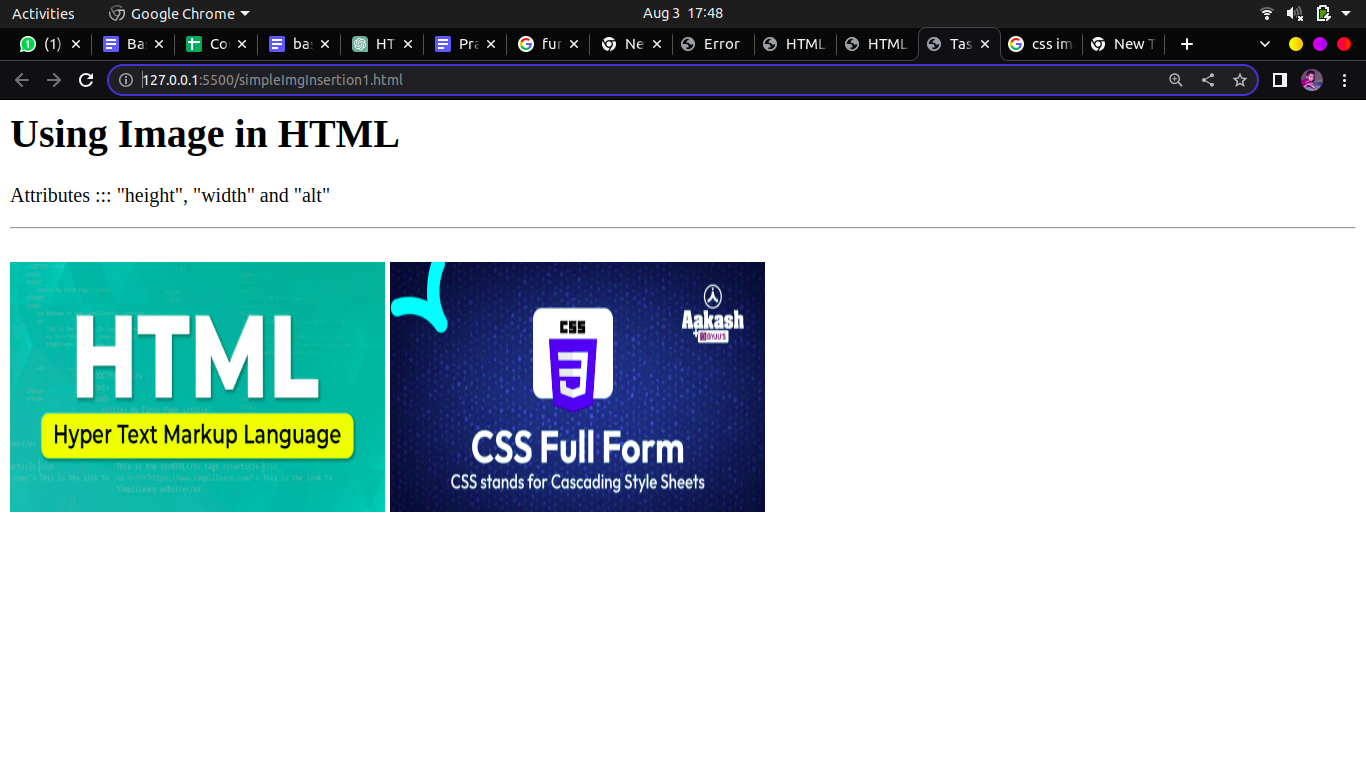 Activities Google Chrome Aug 3 17:48
(1) Ba Co ba HT Pra fur Ne Error HTML HTML Tas css im New T
127.0.0.1:5500/simpleImgInsertion1.html
Using Image in HTML
Attributes ::: "height", "width" and "alt"
HTML
Hyper Text Markup Language
CSS
Aakash
+ BYJU'S
CSS Full Form
CSS stands for Cascading Style Sheets